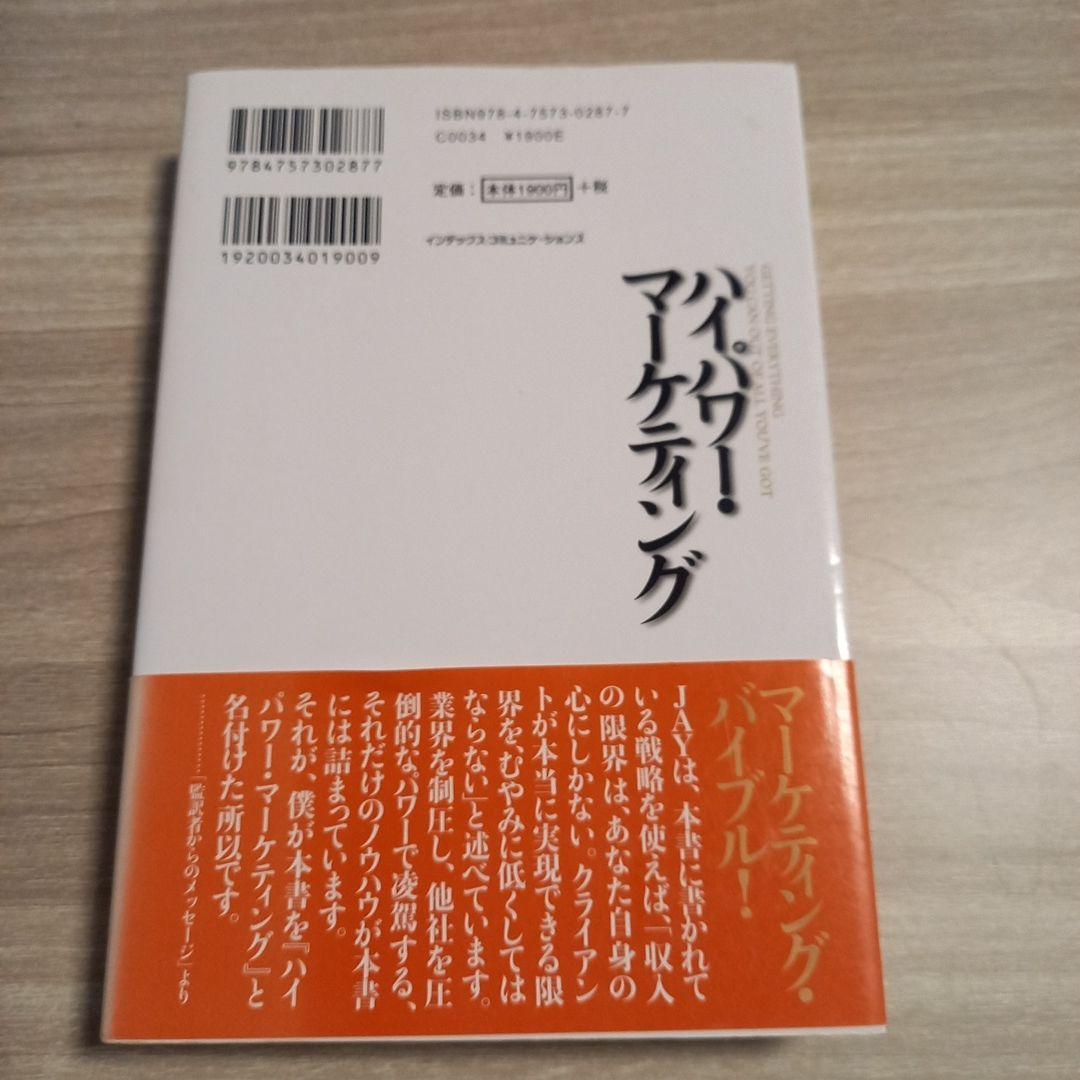 9784757302877
1920034019009
ISBN978-4-7573-0287-7
C0034 ¥1900E
定価：本体1900円＋税
インデックス・コミュニケーションズ
GETTING EVERYTHING
YOU CAN OUT OF ALL YOU'VE GOT
ハイパワー・
マーケティング
マーケティング・
バイブル！
JAYは、本書に書かれて
いる戦略を使えば、「収入
の限界は、あなた自身の
心にしかない。クライアン
トが本当に実現できる限
界を、むやみに低くしては
ならない」と述べています。
業界を制圧し、他社を圧
倒的なパワーで凌駕する、
それだけのノウハウが本書
には詰まっています。
それが、僕が本書を『ハイ
パワー・マーケティング』と
名付けた所以です。
……………「監訳者からのメッセージ」より